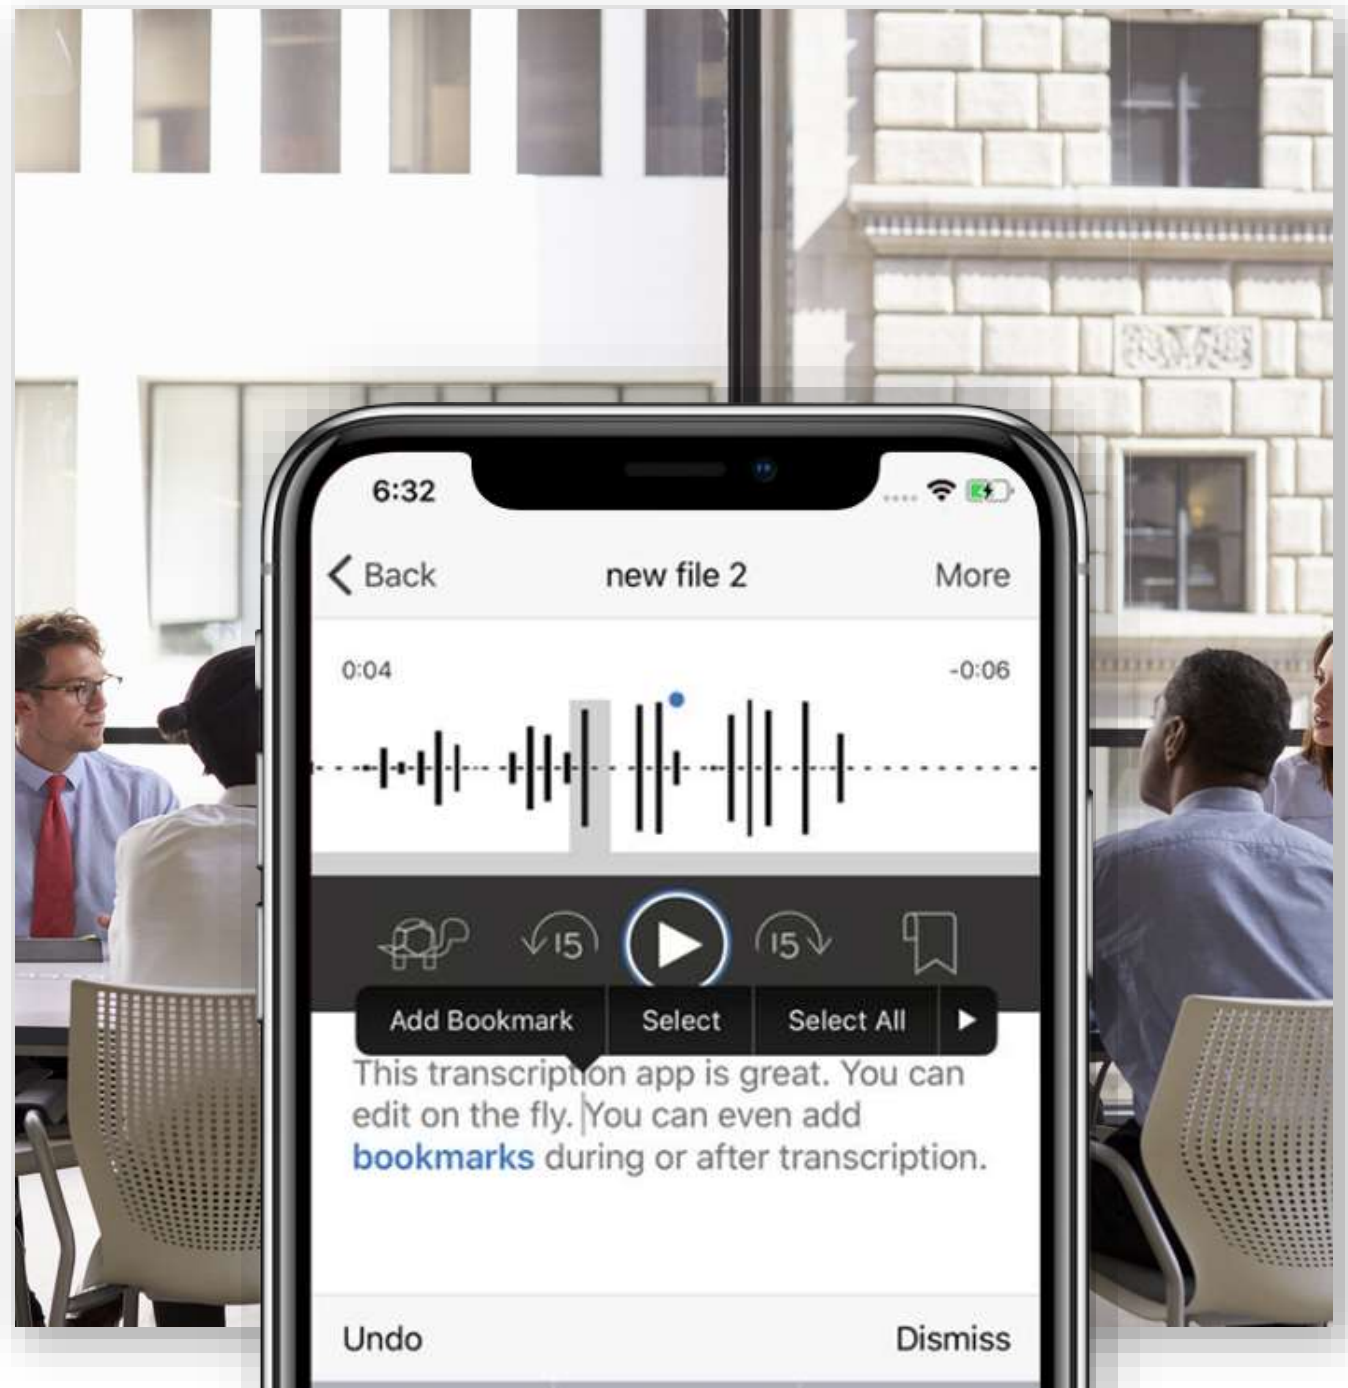 6:32
Back new file 2 More
0:04 -0:06
15 15
Add Bookmark Select Select All
This transcription app is great. You can
edit on the fly. You can even add
bookmarks during or after transcription.
Undo Dismiss